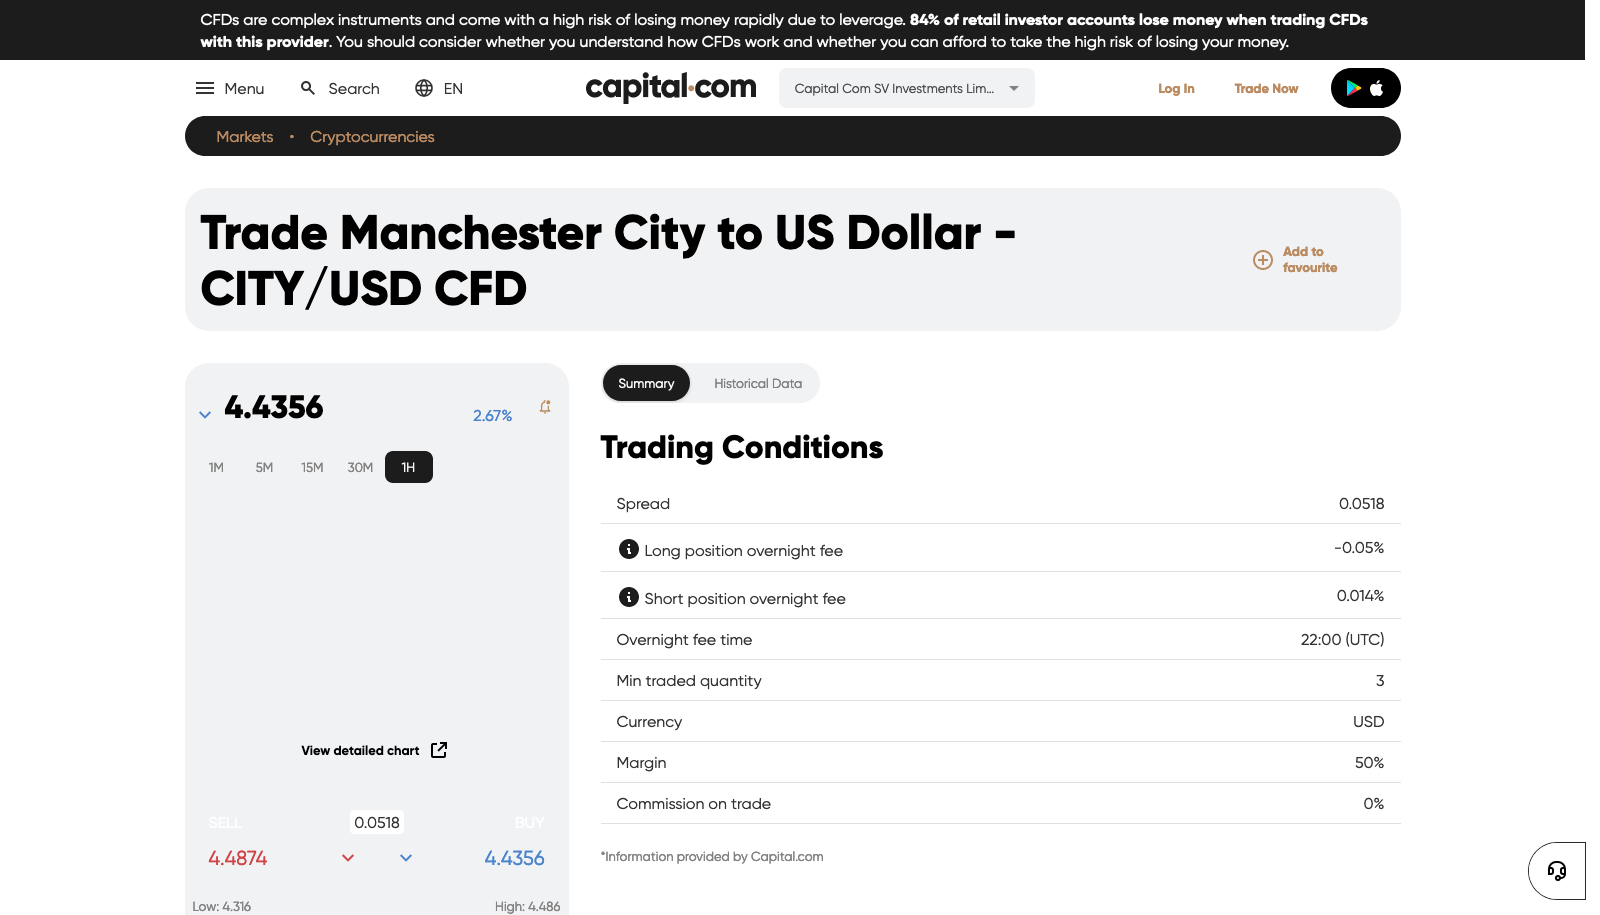 CFDs are complex instruments and come with a high risk of losing money rapidly due to leverage. 84% of retail investor accounts lose money when trading CFDs
with this provider. You should consider whether you understand how CFDs work and whether you can afford to take the high risk of losing your money.
Menu Search EN capital.com Capital Com SV Investments Lim... Log In Trade Now
Markets • Cryptocurrencies
Trade Manchester City to US Dollar -
CITY/USD CFD
Add to
favourite
4.4356 2.67%
1M 5M 15M 30M 1H
View detailed chart
SELL 0.0518 BUY
4.4874 4.4356
Low: 4.316 High: 4.486
Summary Historical Data
Trading Conditions
Spread 0.0518
Long position overnight fee -0.05%
Short position overnight fee 0.014%
Overnight fee time 22:00 (UTC)
Min traded quantity 3
Currency USD
Margin 50%
Commission on trade 0%
*Information provided by Capital.com